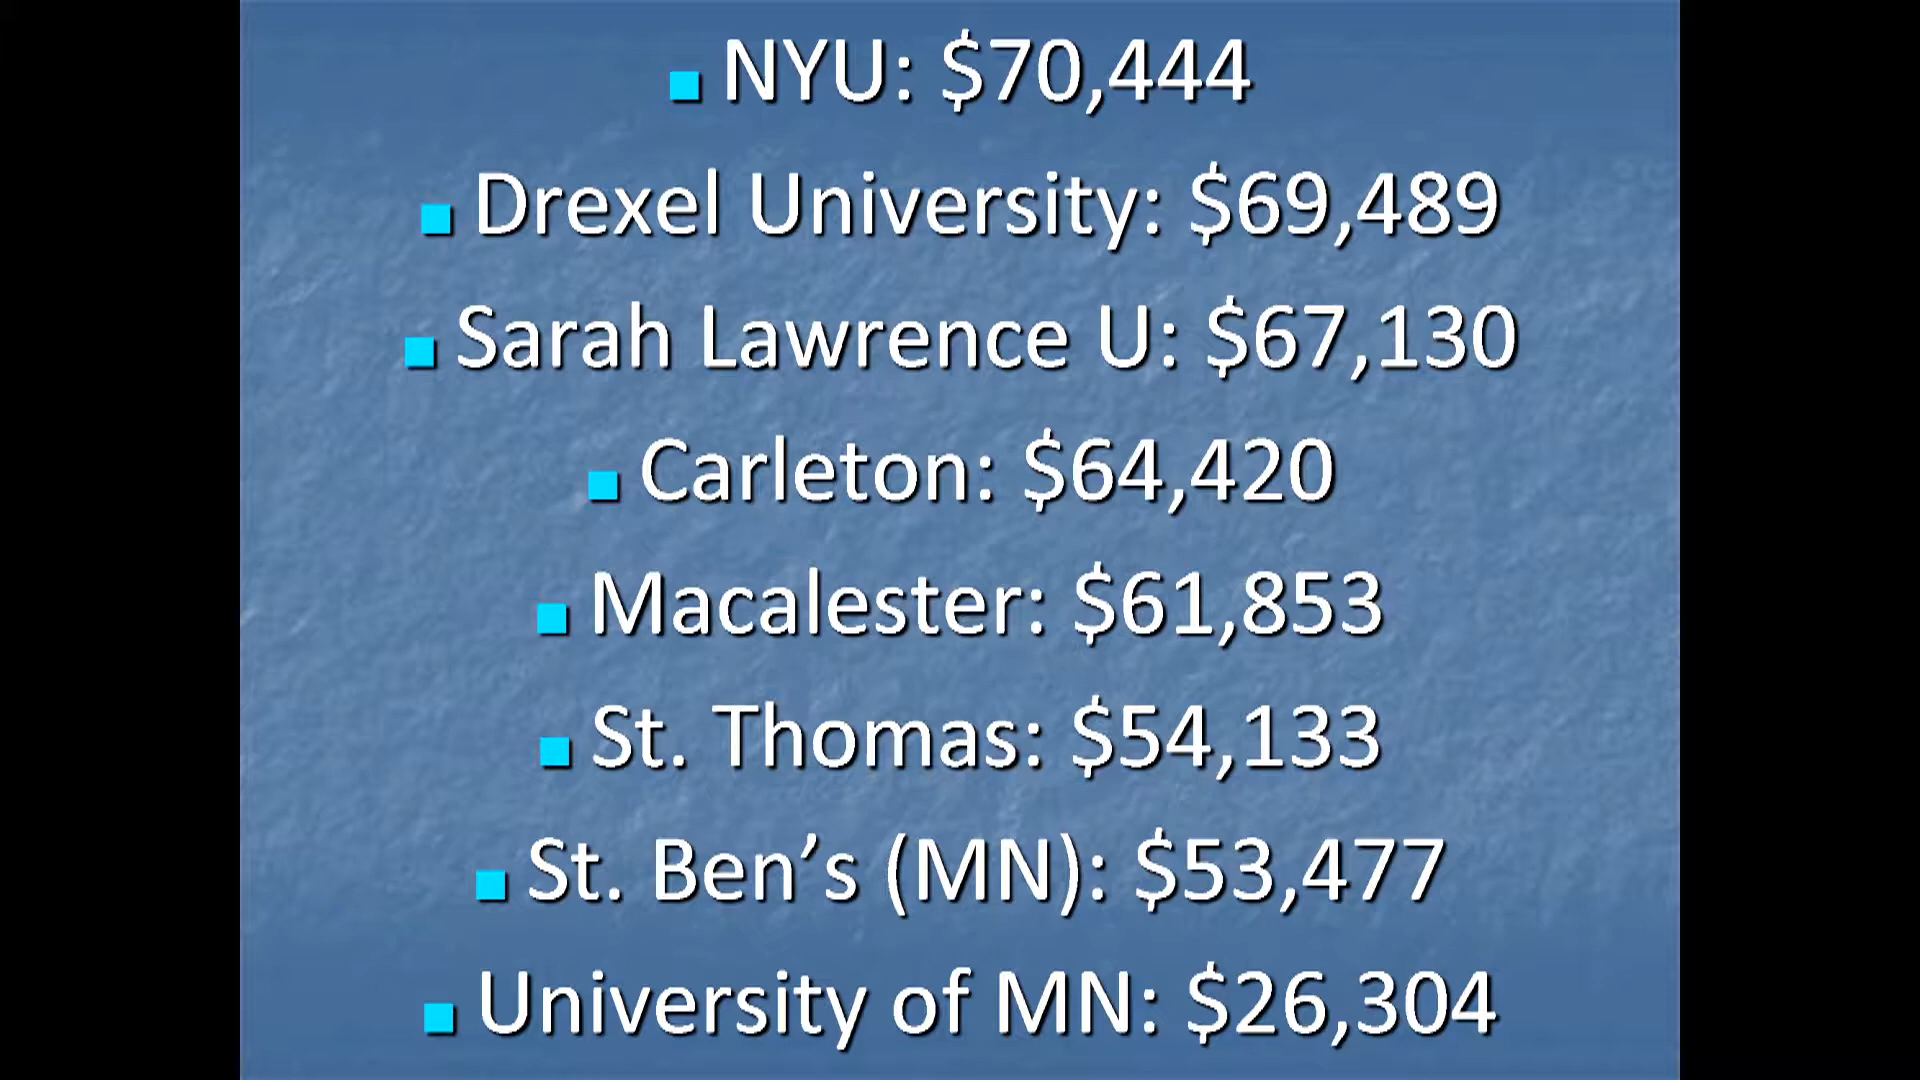 NYU: $70,444
Drexel University: $69,489
Sarah Lawrence U: $67,130
Carleton: $64,420
Macalester: $61,853
St. Thomas: $54,133
St. Ben’s (MN): $53,477
University of MN: $26,304